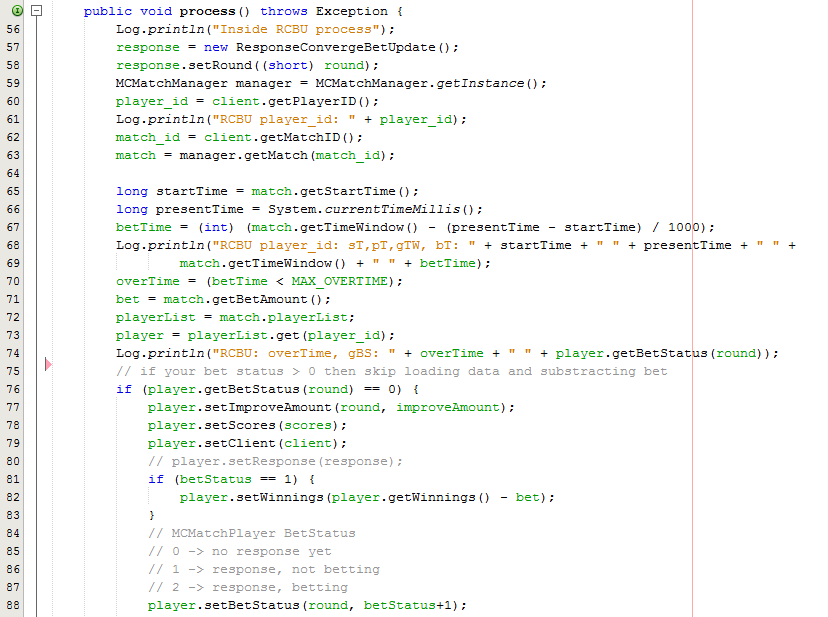 public void process() throws Exception {
56 Log.println("Inside RCBU process");
57 response = new ResponseConvergeBetUpdate();
58 response.setRound((short) round);
59 MCMatchManager manager = MCMatchManager.getInstance();
60 player_id = client.getPlayerID();
61 Log.println("RCBU player_id: " + player_id);
62 match_id = client.getMatchID();
63 match = manager.getMatch(match_id);
64
65 long startTime = match.getStartTime();
66 long presentTime = System.currentTimeMillis();
67 betTime = (int) (match.getTimeWindow() - (presentTime - startTime) / 1000);
68 Log.println("RCBU player_id: sT,pT,gTW, bT: " + startTime + " " + presentTime + " " +
69 match.getTimeWindow() + " " + betTime);
70 overTime = (betTime < MAX_OVERTIME);
71 bet = match.getBetAmount();
72 playerList = match.playerList;
73 player = playerList.get(player_id);
74 Log.println("RCBU: overTime, gBS: " + overTime + " " + player.getBetStatus(round));
75 // if your bet status > 0 then skip loading data and substracting bet
76 if (player.getBetStatus(round) == 0) {
77 player.setImproveAmount(round, improveAmount);
78 player.setScores(scores);
79 player.setClient(client);
80 // player.setResponse(response);
81 if (betStatus == 1) {
82 player.setWinnings(player.getWinnings() - bet);
83 }
84 // MCMatchPlayer BetStatus
85 // 0 -> no response yet
86 // 1 -> response, not betting
87 // 2 -> response, betting
88 player.setBetStatus(round, betStatus+1);